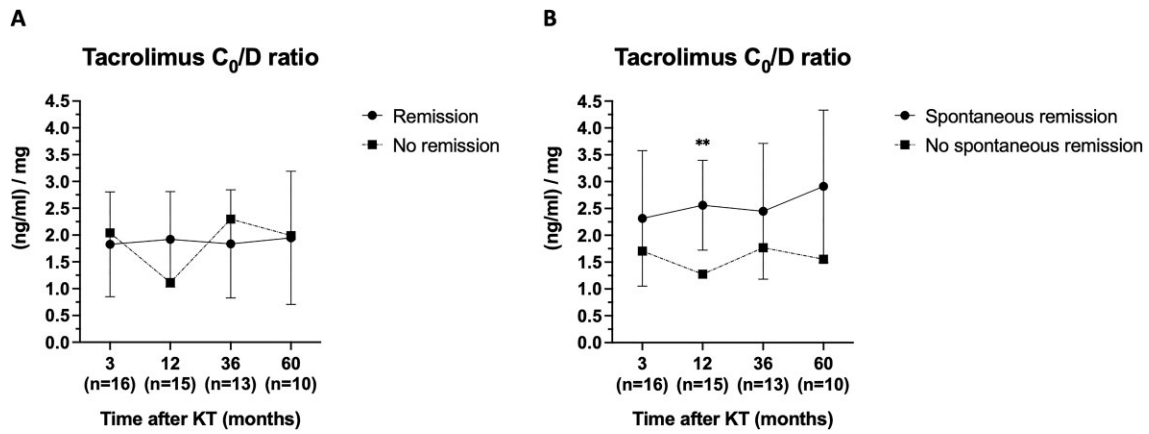 A
Tacrolimus C₀/D ratio
(ng/ml) / mg
4.5
4.0
3.5
3.0
2.5
2.0
1.5
1.0
0.5
0.0
3 12 36 60
(n=16) (n=15) (n=13) (n=10)
Time after KT (months)
Remission
No remission
B
Tacrolimus C₀/D ratio
(ng/ml) / mg
4.5
4.0
3.5
3.0
2.5
2.0
1.5
1.0
0.5
0.0
**
3 12 36 60
(n=16) (n=15) (n=13) (n=10)
Time after KT (months)
Spontaneous remission
No spontaneous remission